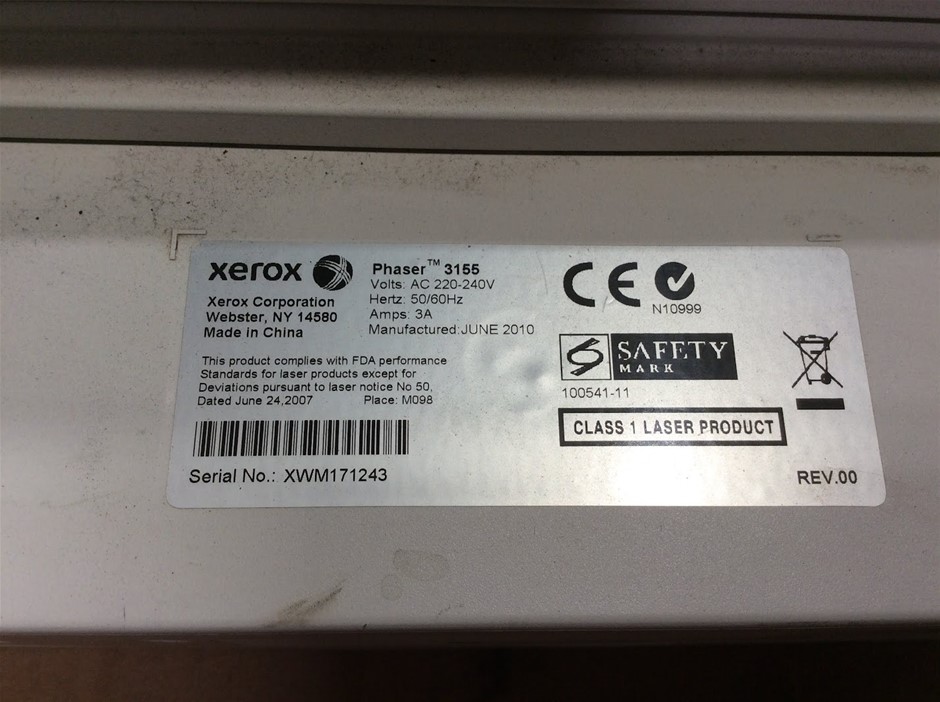 xerox
Xerox Corporation
Webster, NY 14580
Made in China
Phaser™ 3155
Volts: AC 220-240V
Hertz: 50/60Hz
Amps: 3A
Manufactured:JUNE 2010
This product complies with FDA performance
Standards for laser products except for
Deviations pursuant to laser notice No 50,
Dated June 24,2007 Place: M098
Serial No.: XWM171243
CE
N10999
SAFETY
MARK
100541-11
CLASS 1 LASER PRODUCT
REV.00